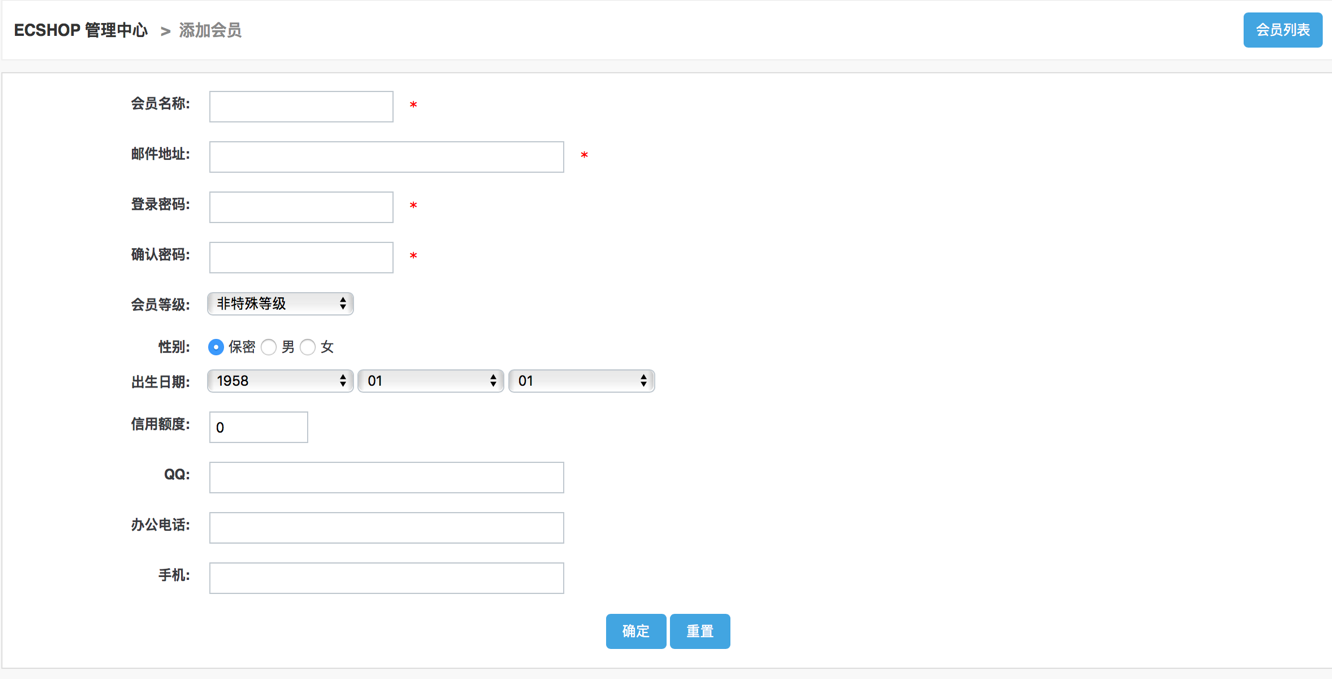 ECSHOP 管理中心 > 添加会员
会员列表
会员名称: *
邮件地址: *
登录密码: *
确认密码: *
会员等级: 非特殊等级
性别: 保密 男 女
出生日期: 1958 01 01
信用额度: 0
QQ:
办公电话:
手机:
确定 重置